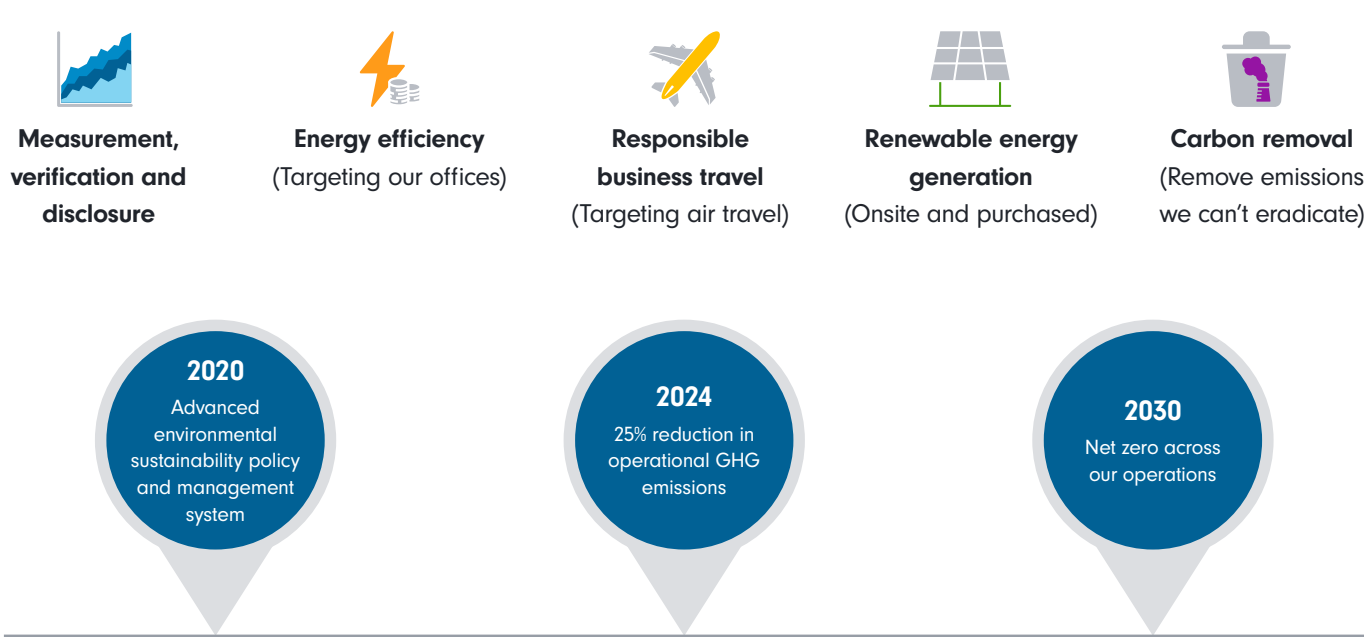 Measurement,
verification and
disclosure
Energy efficiency
(Targeting our offices)
Responsible
business travel
(Targeting air travel)
Renewable energy
generation
(Onsite and purchased)
Carbon removal
(Remove emissions
we can’t eradicate)
2020
Advanced
environmental
sustainability policy
and management
system
2024
25% reduction in
operational GHG
emissions
2030
Net zero across
our operations